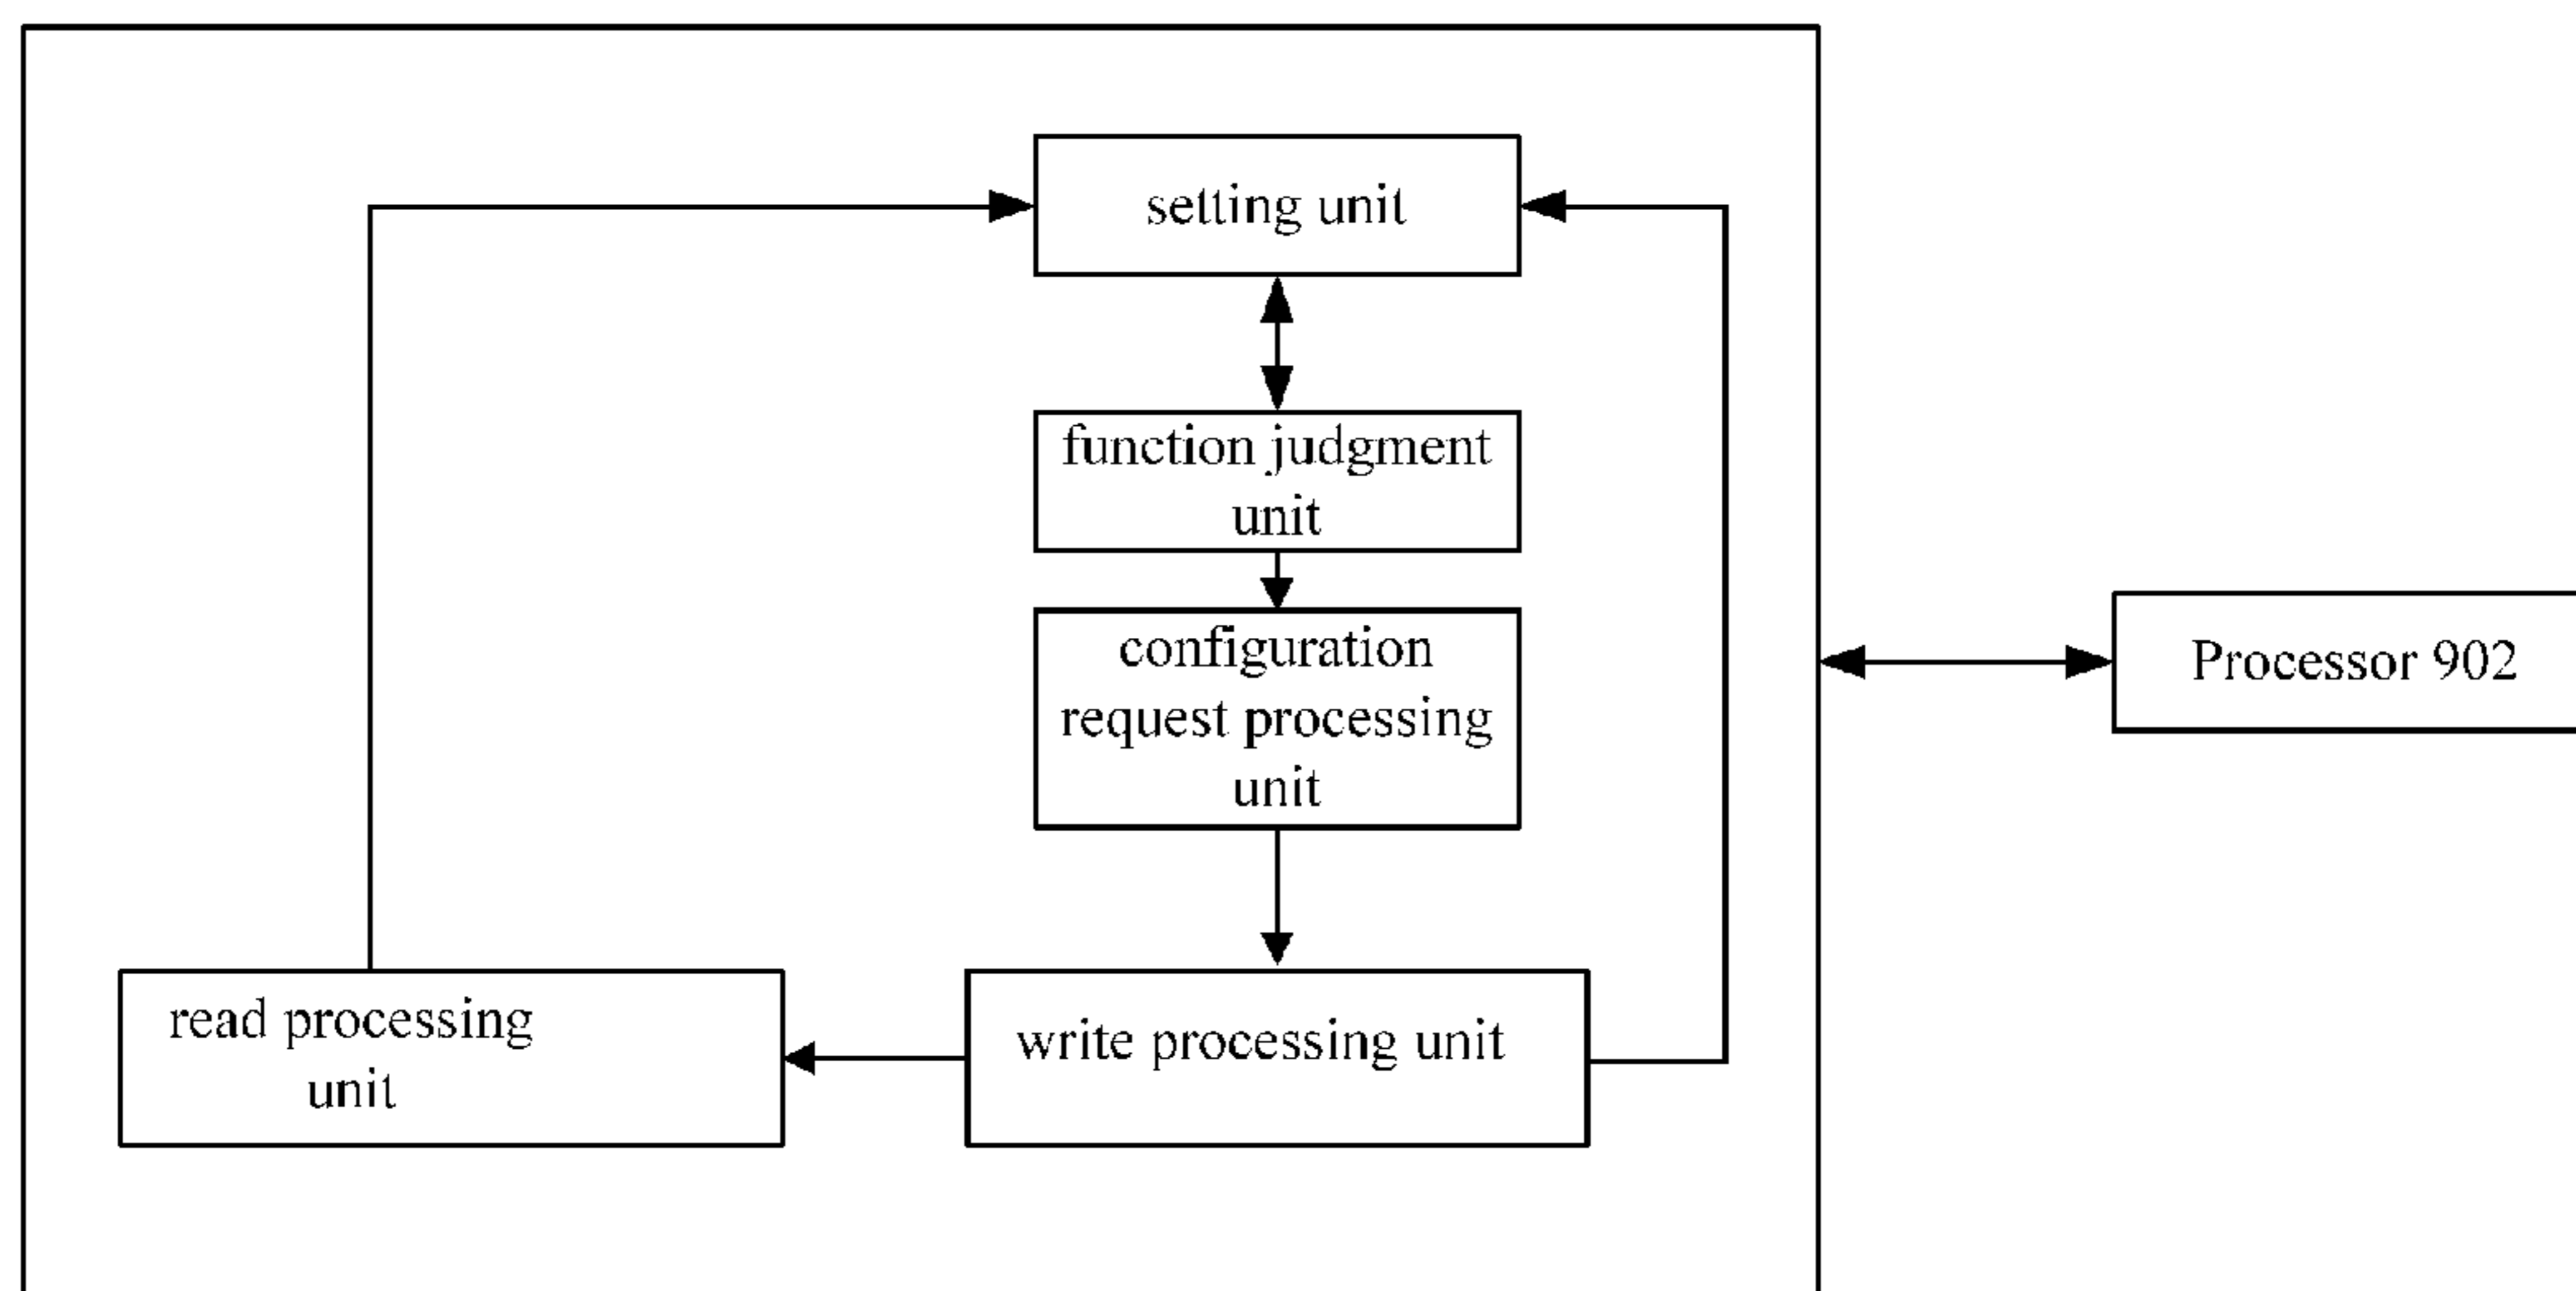 setting unit
function judgment
unit
configuration
request processing
unit
Processor 902
read processing
unit
write processing unit